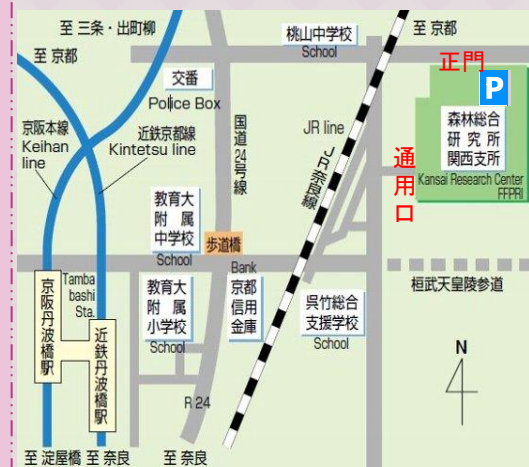 至 三条・出町柳
至 京都
交番
Police Box
桃山中学校
School
至 京都
正門
P
京阪本線
Keihan
line
近鉄京都線
Kintetsu line
国道24号線
JR line
JR奈良線
森林総合
研究所
関西支所
Kansai Research Center
FFPRI
通用口
教育大
附属
中学校
School
歩道橋
Tamba
bashi
Sta.
教育大
附属
小学校
School
Bank
京都
信用
金庫
呉竹総合
支援学校
School
桓武天皇陵参道
京阪丹波橋駅
近鉄丹波橋駅
N
R 24
至 淀屋橋
至 奈良
至 奈良